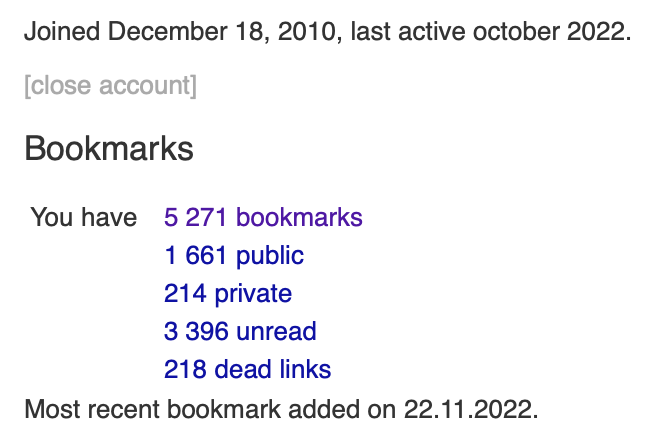 Joined December 18, 2010, last active october 2022.
[close account]
Bookmarks
You have 5 271 bookmarks
1 661 public
214 private
3 396 unread
218 dead links
Most recent bookmark added on 22.11.2022.